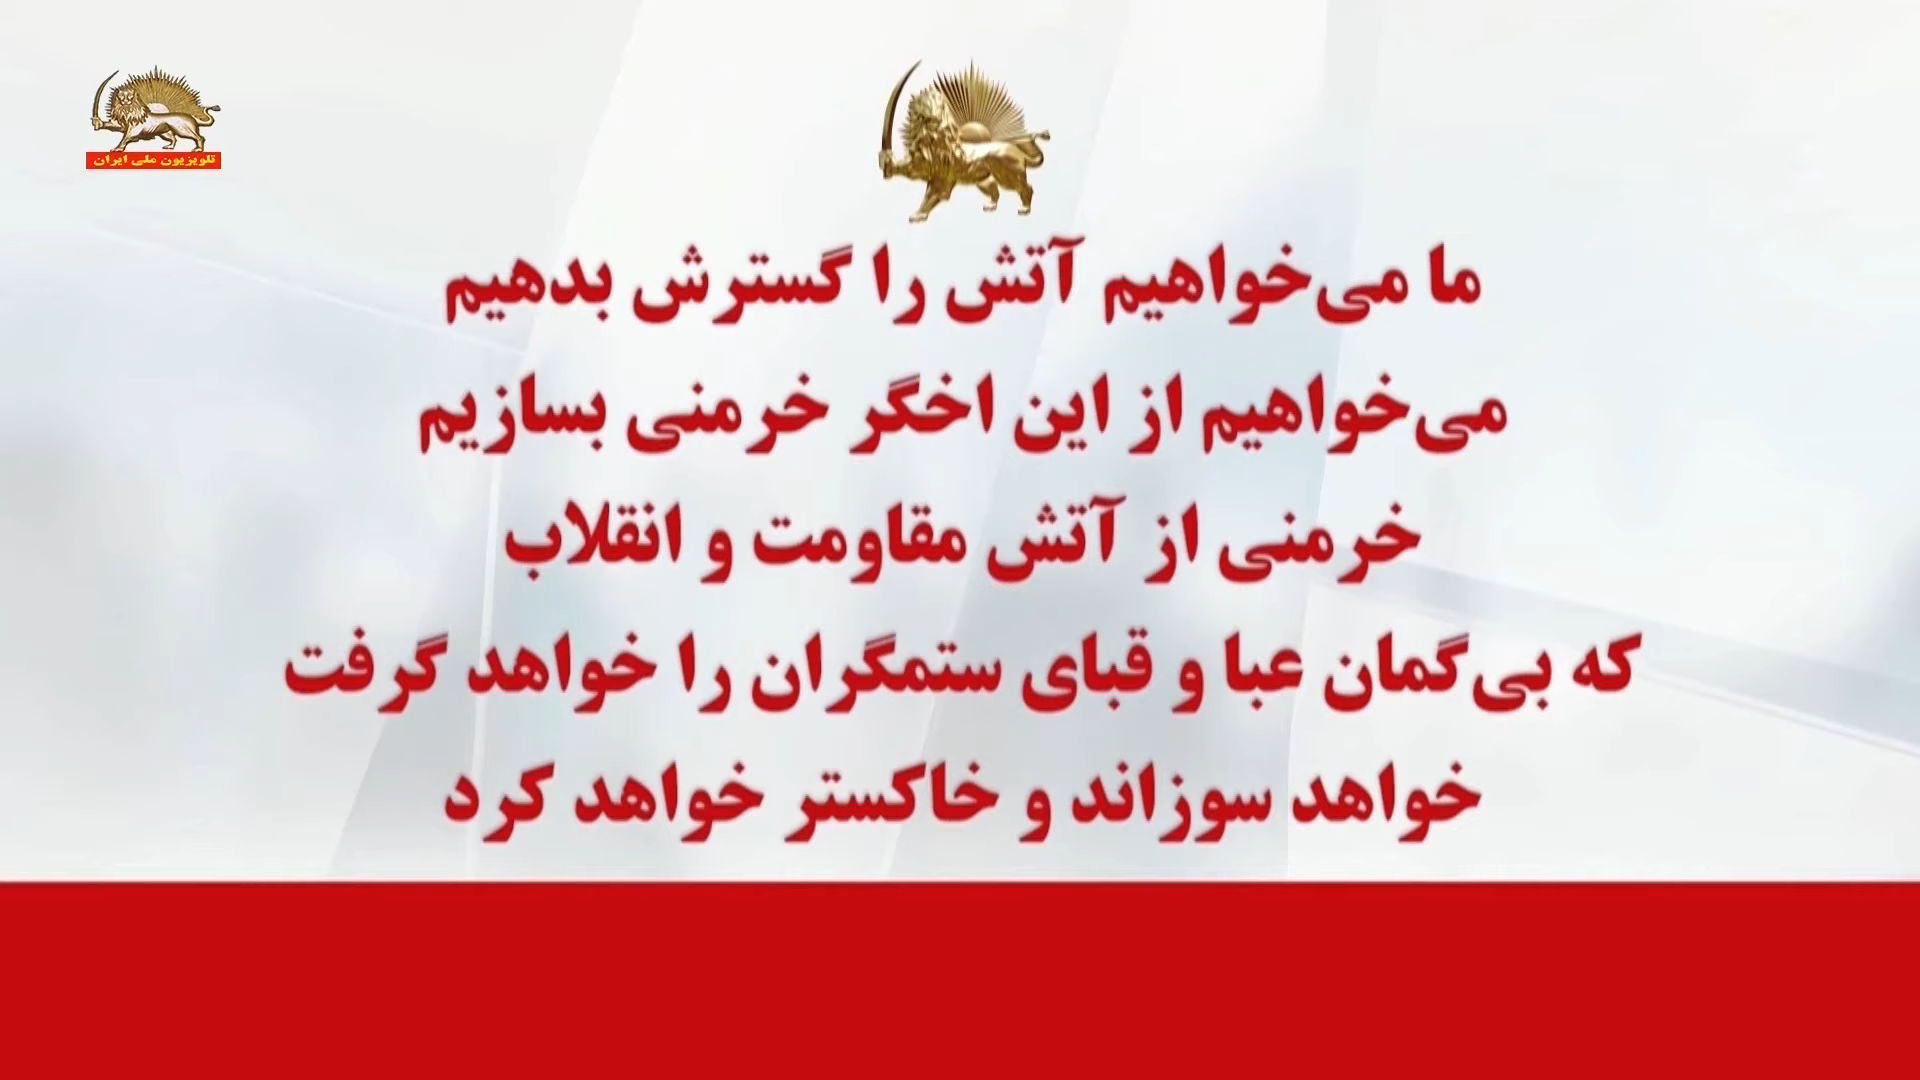 تلویزیون ملی ایران
ما می‌خواهیم آتش را گسترش بدهیم
می‌خواهیم از این اخگر خرمنی بسازیم
خرمنی از آتش مقاومت و انقلاب
که بی‌گمان عبا و قبای ستمگران را خواهد گرفت
خواهد سوزاند و خاکستر خواهد کرد